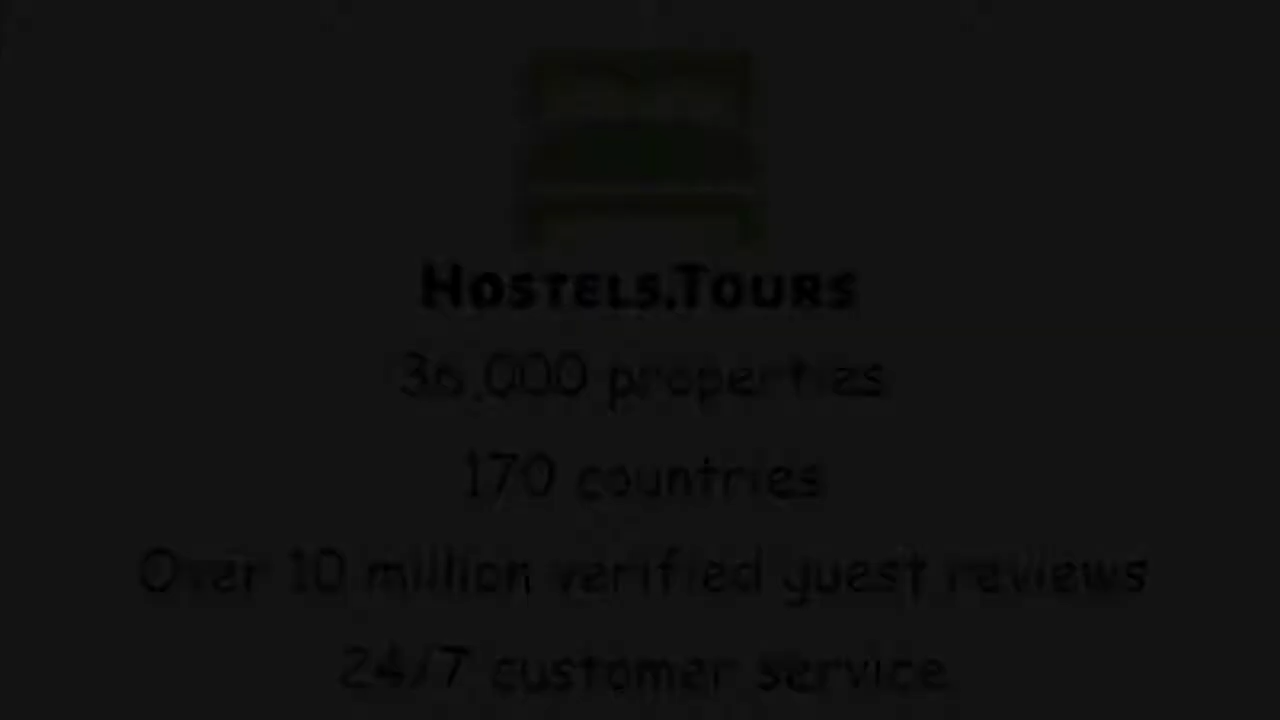 Hostels.Tours
36,000 properties
170 countries
Over 10 million verified guest reviews
24/7 customer service